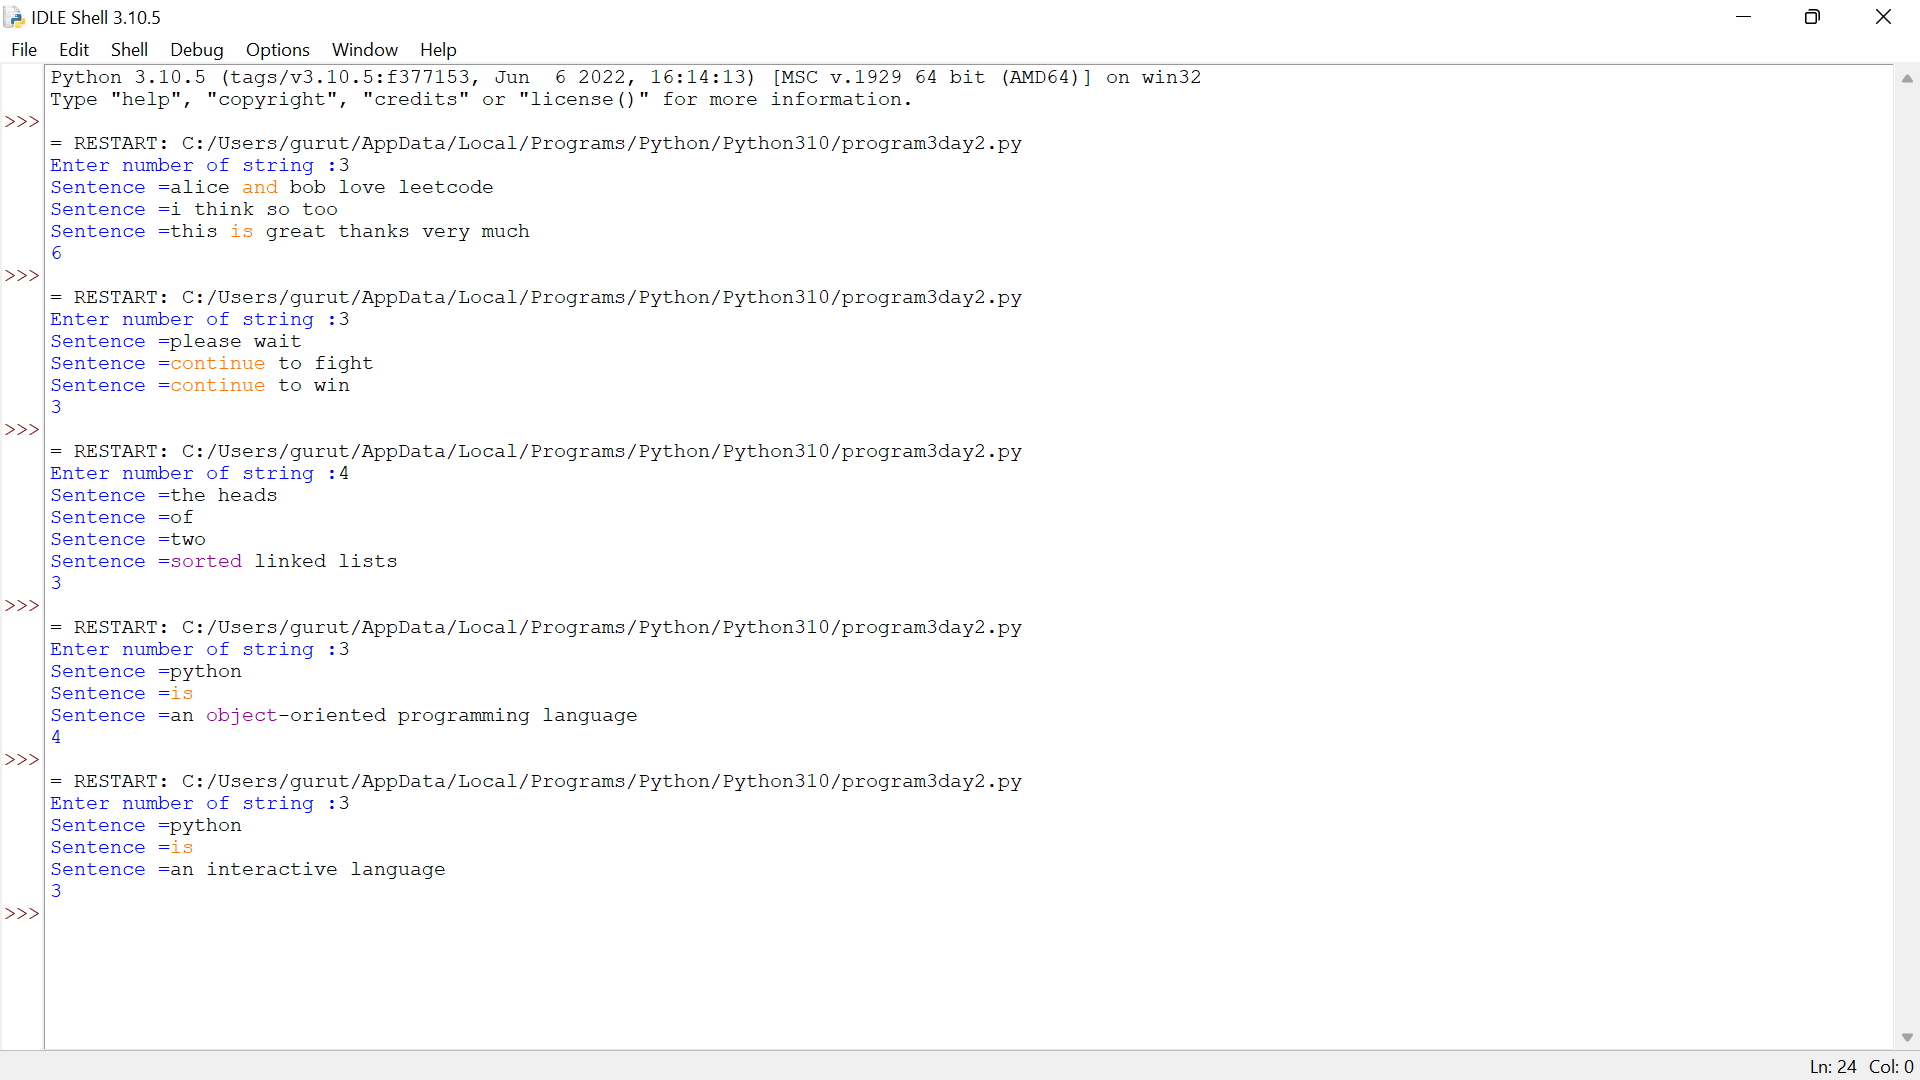 IDLE Shell 3.10.5
File Edit Shell Debug Options Window Help
Python 3.10.5 (tags/v3.10.5:f377153, Jun  6 2022, 16:14:13) [MSC v.1929 64 bit (AMD64)] on win32
Type "help", "copyright", "credits" or "license()" for more information.
>>>
= RESTART: C:/Users/gurut/AppData/Local/Programs/Python/Python310/program3day2.py
Enter number of string :3
Sentence =alice and bob love leetcode
Sentence =i think so too
Sentence =this is great thanks very much
6
>>>
= RESTART: C:/Users/gurut/AppData/Local/Programs/Python/Python310/program3day2.py
Enter number of string :3
Sentence =please wait
Sentence =continue to fight
Sentence =continue to win
3
>>>
= RESTART: C:/Users/gurut/AppData/Local/Programs/Python/Python310/program3day2.py
Enter number of string :4
Sentence =the heads
Sentence =of
Sentence =two
Sentence =sorted linked lists
3
>>>
= RESTART: C:/Users/gurut/AppData/Local/Programs/Python/Python310/program3day2.py
Enter number of string :3
Sentence =python
Sentence =is
Sentence =an object-oriented programming language
4
>>>
= RESTART: C:/Users/gurut/AppData/Local/Programs/Python/Python310/program3day2.py
Enter number of string :3
Sentence =python
Sentence =is
Sentence =an interactive language
3
>>>
Ln: 24 Col: 0